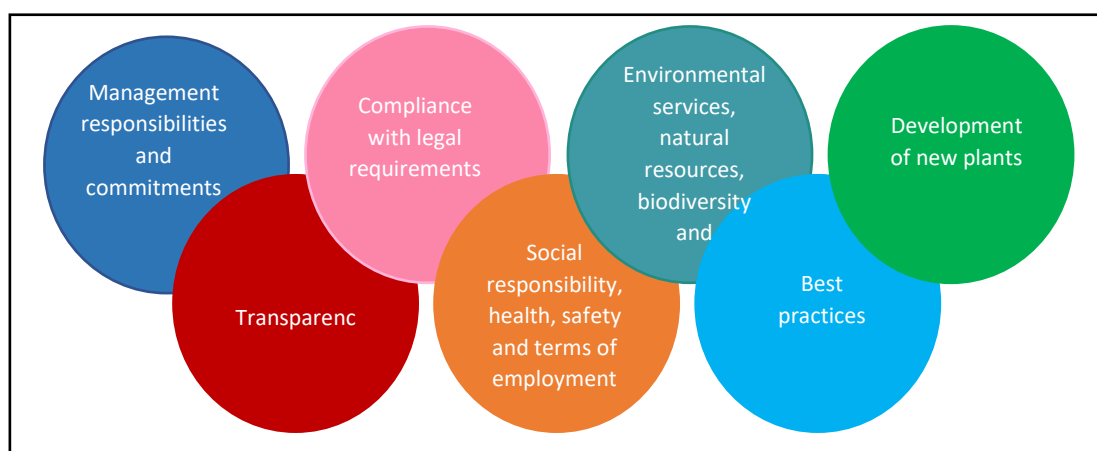 Management
responsibilities
and
commitments
Transparenc
Compliance
with legal
requirements
Social
responsibility,
health, safety
and terms of
employment
Environmental
services,
natural
resources,
biodiversity
and
Best
practices
Development
of new plants